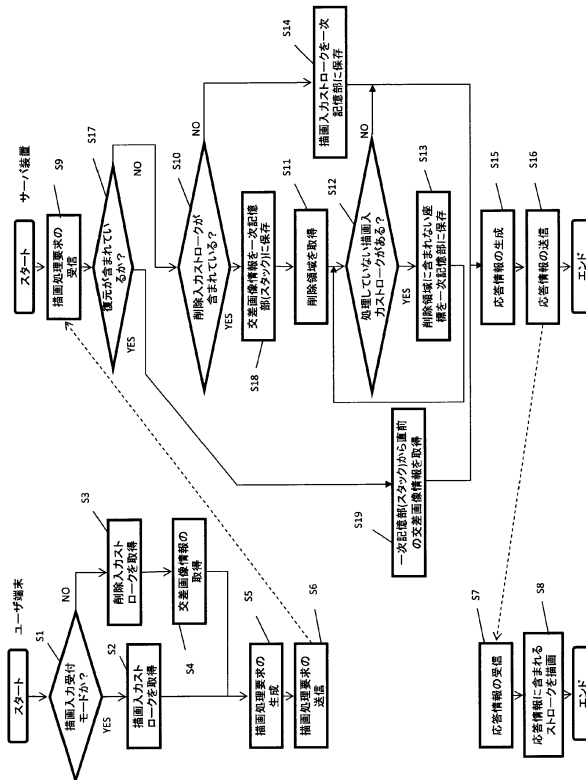 ユーザ端末
スタート
S1
描画入力受付
モードか？
YES
NO
S2
描画入力スト
ロークを取得
S3
削除入力スト
ロークを取得
S4
交差画像情報の
取得
S5
描画処理要求の
生成
S6
描画処理要求の
送信
S7
応答情報の受信
S8
応答情報に含まれる
ストロークを描画
エンド
サーバ装置
スタート
S9
描画処理要求の
受信
S17
復元が含まれてい
るか？
YES
NO
S10
削除入力ストロークが
含まれている？
YES
NO
S18
交差画像情報を一次記憶
部(スタック)に保存
S11
削除領域を取得
S12
処理していない描画入
力ストロークがある？
YES
NO
S13
削除領域に含まれない座
標を一次記憶部に保存
S14
描画入力ストロークを一次
記憶部に保存
S19
一次記憶部(スタック)から直前
の交差画像情報を取得
S15
応答情報の生成
S16
応答情報の送信
エンド